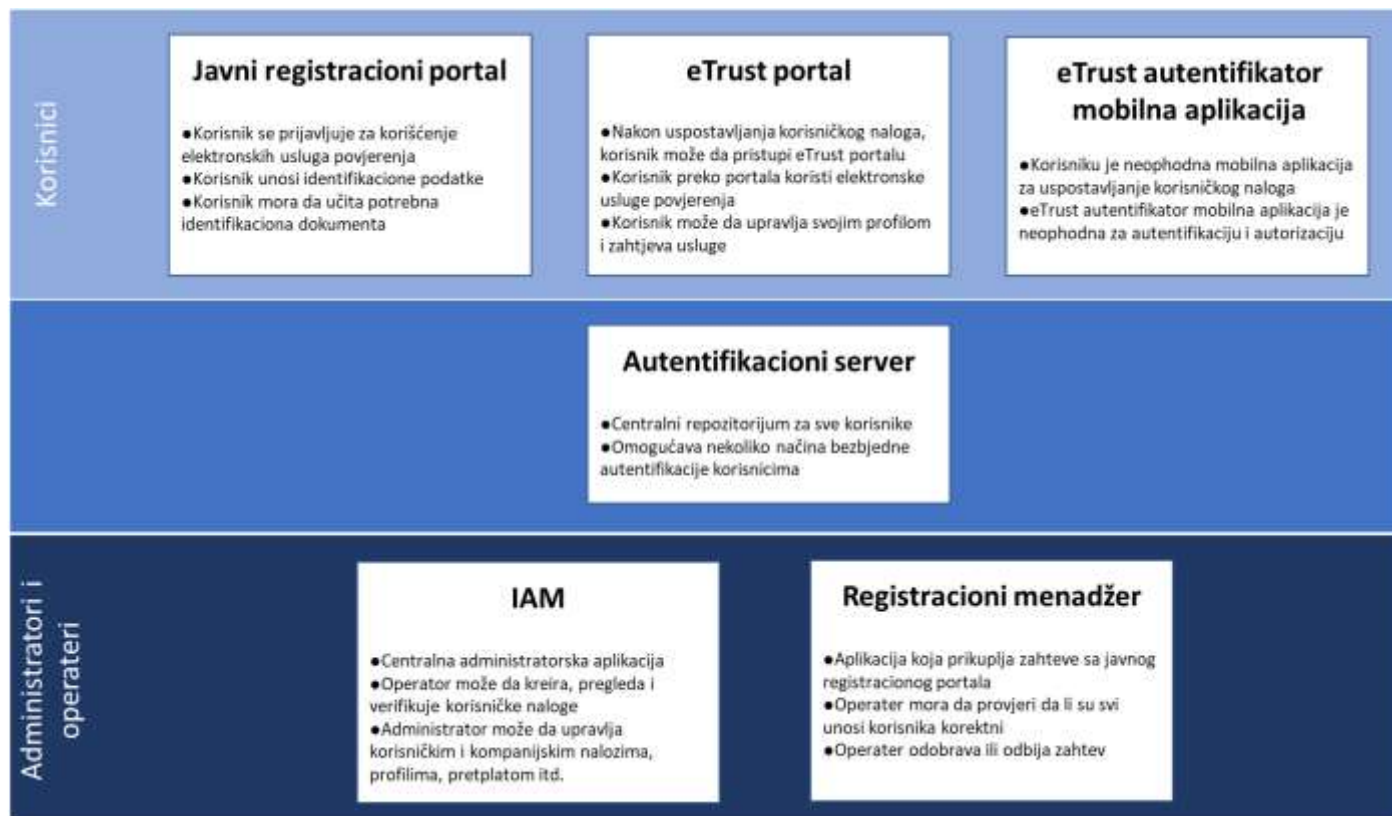 Korisnici
Javni registracioni portal
●Korisnik se prijavljuje za korišćenje
elektronskih usluga povjerenja
●Korisnik unosi identifikacione podatke
●Korisnik mora da učita potrebna
identifikaciona dokumenta
eTrust portal
●Nakon uspostavljanja korisničkog naloga,
korisnik može da pristupi eTrust portalu
●Korisnik preko portala koristi elektronske
usluge povjerenja
●Korisnik može da upravlja svojim profilom
i zahtjeva usluge
eTrust autentifikator
mobilna aplikacija
●Korisniku je neophodna mobilna aplikacija
za uspostavljanje korisničkog naloga
●eTrust autentifikator mobilna aplikacija je
neophodna za autentifikaciju i autorizaciju
Autentifikacioni server
●Centralni repozitorijum za sve korisnike
●Omogućava nekoliko načina bezbjedne
autentifikacije korisnicima
Administratori i
operateri
IAM
●Centralna administratorska aplikacija
●Operator može da kreira, pregleda i
verifikuje korisničke naloge
●Administrator može da upravlja
korisničkim i kompanijskim nalozima,
profilima, pretplatom itd.
Registracioni menadžer
●Aplikacija koja prikuplja zahteve sa javnog
registracionog portala
●Operater mora da provjeri da li su svi
unosi korisnika korektni
●Operater odobrava ili odbija zahtev